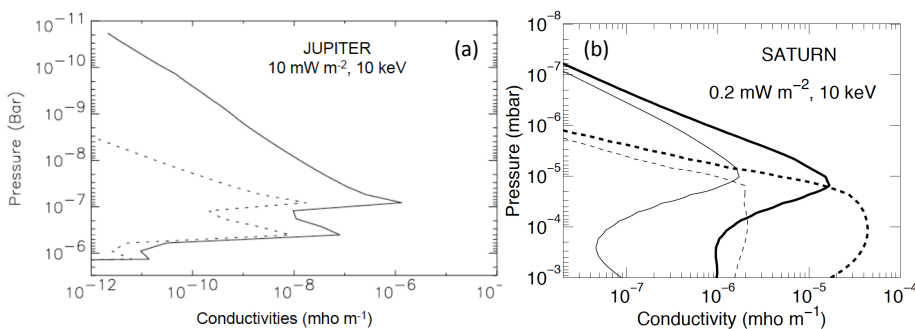 JUPITER
10 mW m-2, 10 keV
(a)
Pressure (Bar)
10-11
10-10
10-9
10-8
10-7
10-6
10-12
10-10
10-8
10-6
10-
Conductivities (mho m-1)
(b)
SATURN
0.2 mW m−2, 10 keV
Pressure (mbar)
10-8
10-7
10-6
10-5
10-4
10-3
10-7
10-6
10-5
10-4
Conductivity (mho m−1)